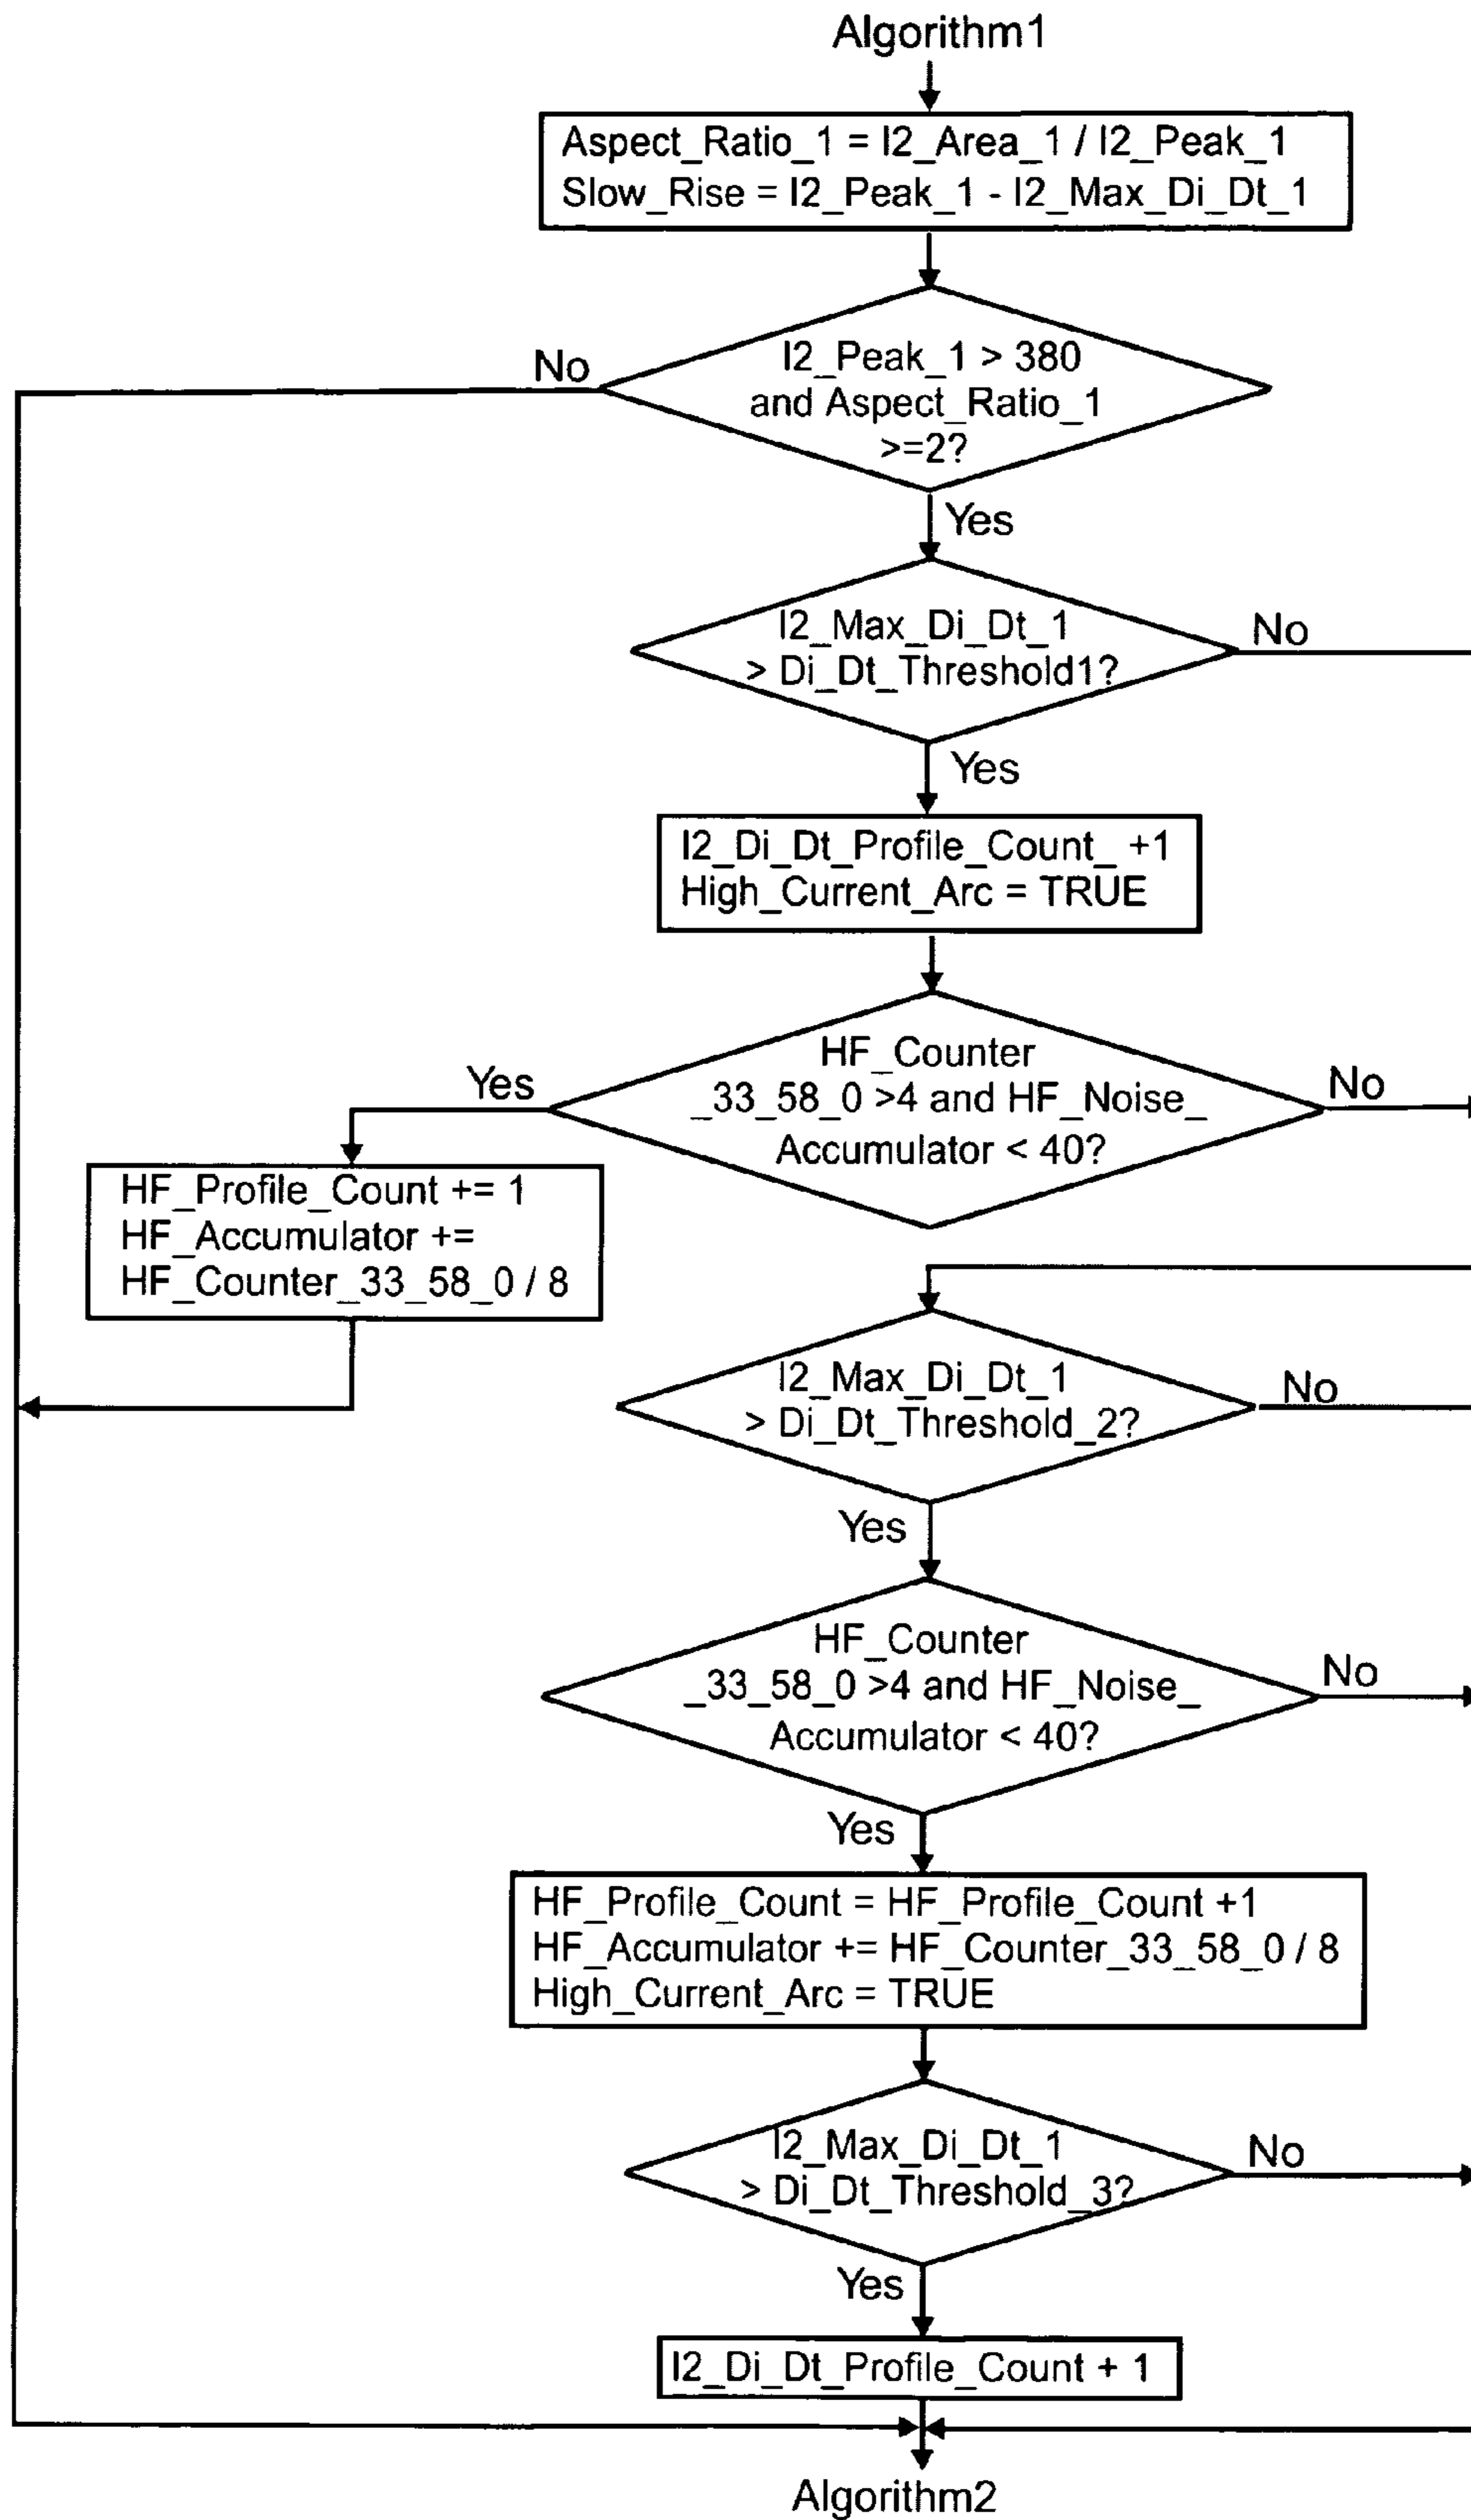 Algorithm1
Aspect_Ratio_1 = I2_Area_1 / I2_Peak_1
Slow_Rise = I2_Peak_1 - I2_Max_Di_Dt_1
I2_Peak_1 > 380
and Aspect_Ratio_1
>=2?
No
Yes
I2_Max_Di_Dt_1
> Di_Dt_Threshold1?
No
Yes
I2_Di_Dt_Profile_Count_ +1
High_Current_Arc = TRUE
HF_Counter
_33_58_0 >4 and HF_Noise_
Accumulator < 40?
Yes
No
HF_Profile_Count += 1
HF_Accumulator +=
HF_Counter_33_58_0 / 8
I2_Max_Di_Dt_1
> Di_Dt_Threshold_2?
No
Yes
HF_Counter
_33_58_0 >4 and HF_Noise_
Accumulator < 40?
No
Yes
HF_Profile_Count = HF_Profile_Count +1
HF_Accumulator += HF_Counter_33_58_0 / 8
High_Current_Arc = TRUE
I2_Max_Di_Dt_1
> Di_Dt_Threshold_3?
No
Yes
I2_Di_Dt_Profile_Count + 1
Algorithm2